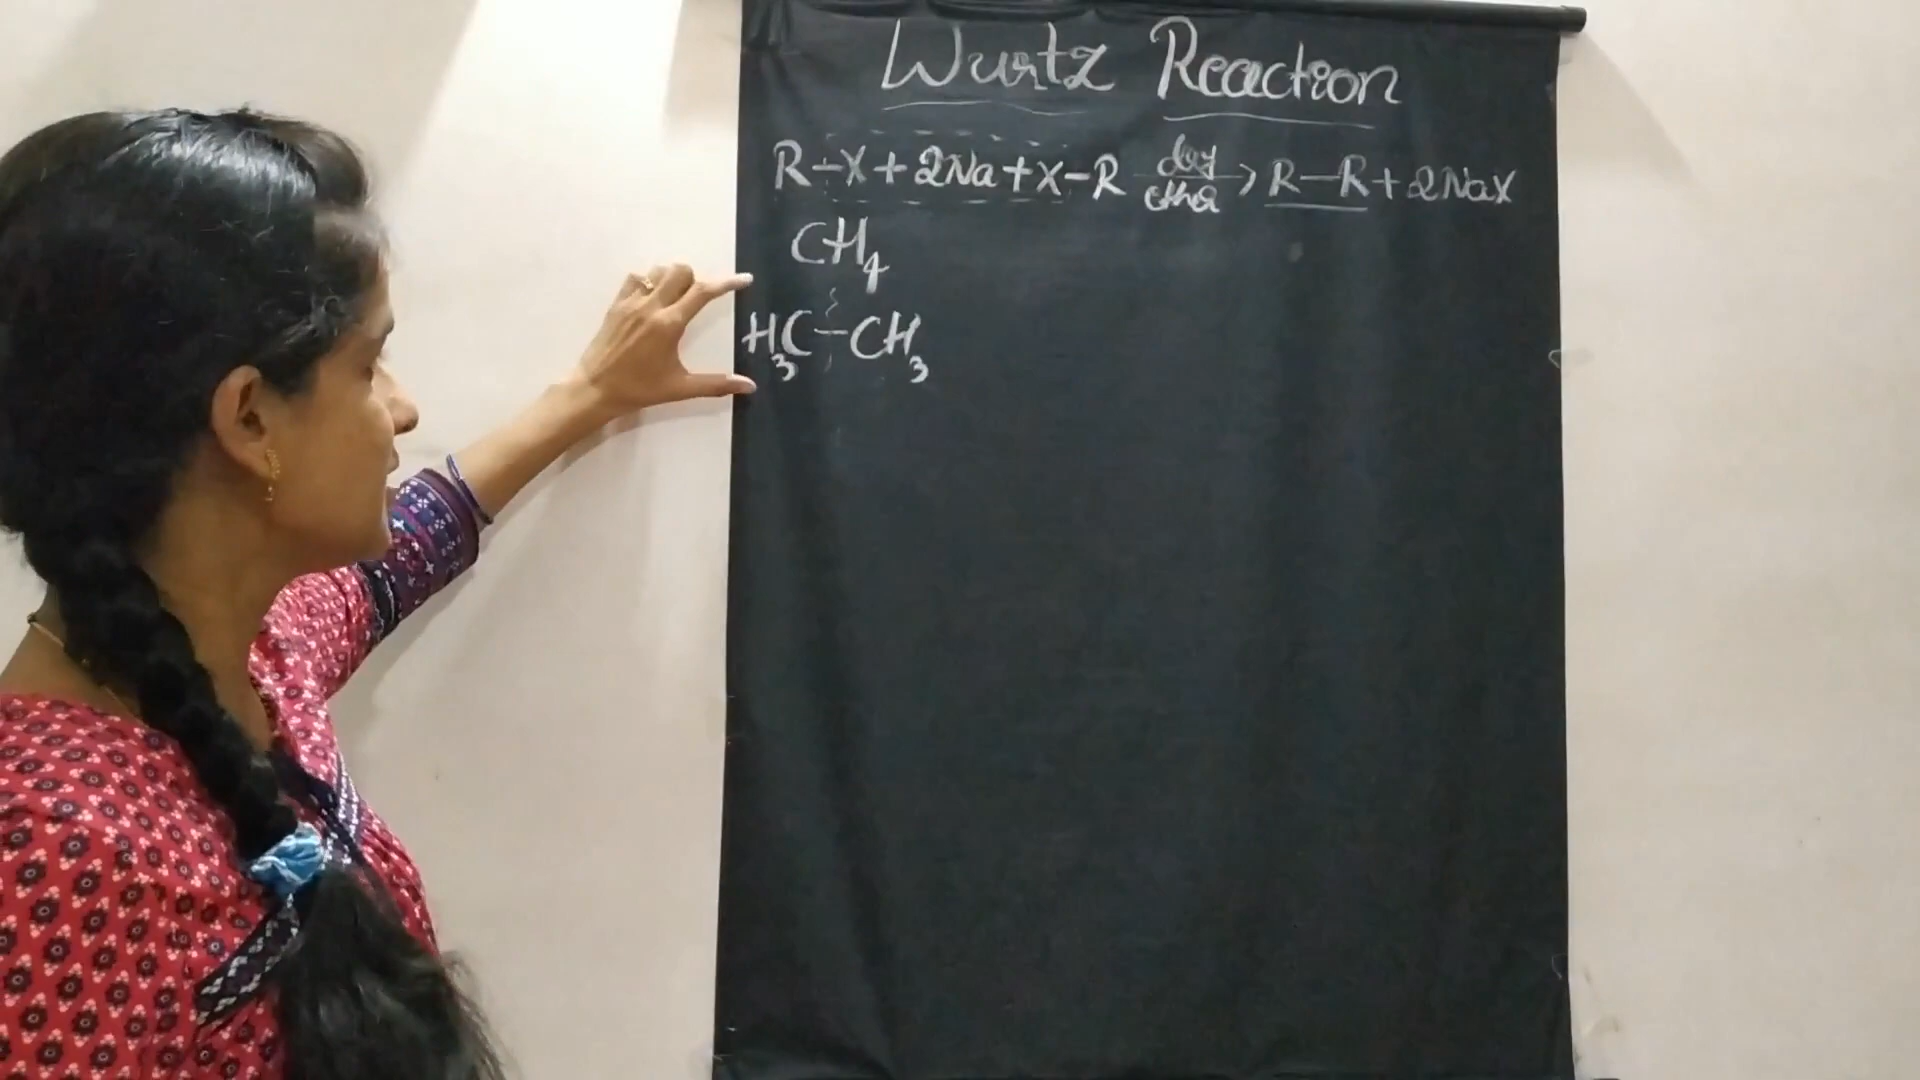 Wurtz Reaction
R-X+2Na+X-R dry ether → R-R+2NaX
CH₄
H₃C-CH₃